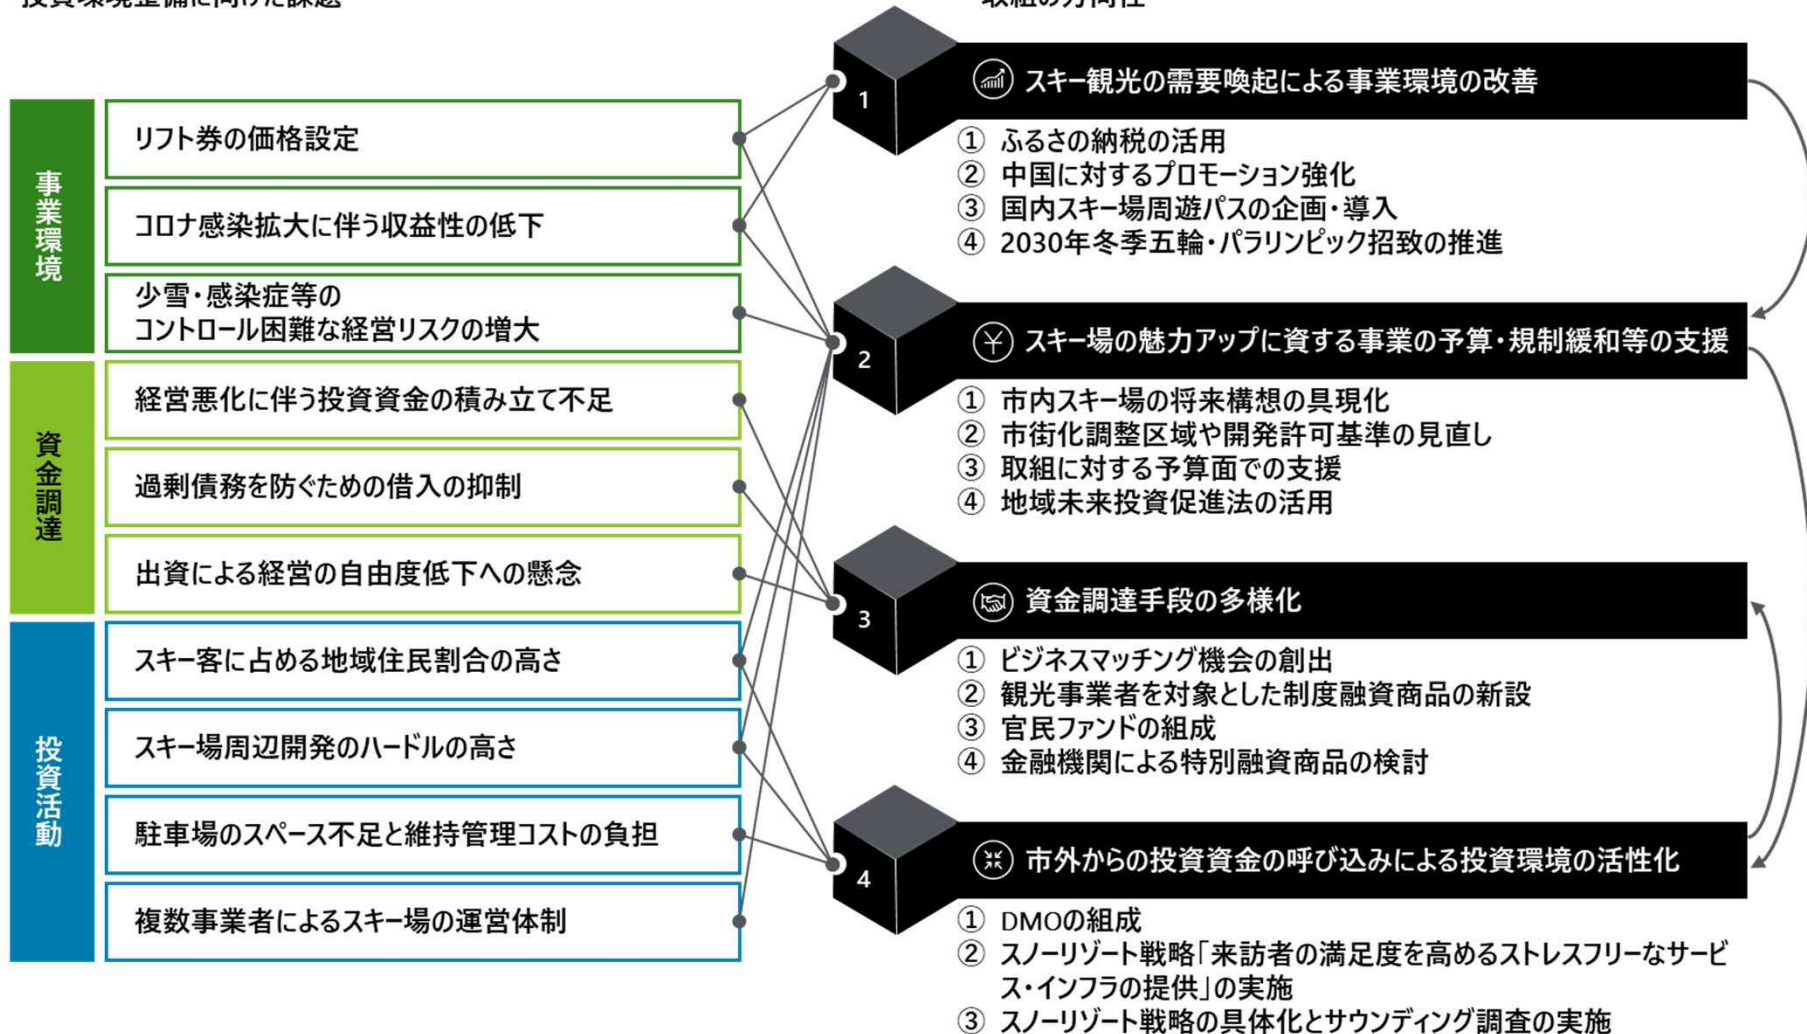 投資環境整備に向けた課題
事業環境
リフト券の価格設定
コロナ感染拡大に伴う収益性の低下
少雪・感染症等の
コントロール困難な経営リスクの増大
資金調達
経営悪化に伴う投資資金の積み立て不足
過剰債務を防ぐための借入の抑制
出資による経営の自由度低下への懸念
投資活動
スキー客に占める地域住民割合の高さ
スキー場周辺開発のハードルの高さ
駐車場のスペース不足と維持管理コストの負担
複数事業者によるスキー場の運営体制
取組の方向性
1
スキー観光の需要喚起による事業環境の改善
① ふるさの納税の活用
② 中国に対するプロモーション強化
③ 国内スキー場周遊パスの企画・導入
④ 2030年冬季五輪・パラリンピック招致の推進
2
スキー場の魅力アップに資する事業の予算・規制緩和等の支援
① 市内スキー場の将来構想の具現化
② 市街化調整区域や開発許可基準の見直し
③ 取組に対する予算面での支援
④ 地域未来投資促進法の活用
3
資金調達手段の多様化
① ビジネスマッチング機会の創出
② 観光事業者を対象とした制度融資商品の新設
③ 官民ファンドの組成
④ 金融機関による特別融資商品の検討
4
市外からの投資資金の呼び込みによる投資環境の活性化
① DMOの組成
② スノーリゾート戦略「来訪者の満足度を高めるストレスフリーなサービ
ス・インフラの提供」の実施
③ スノーリゾート戦略の具体化とサウンディング調査の実施